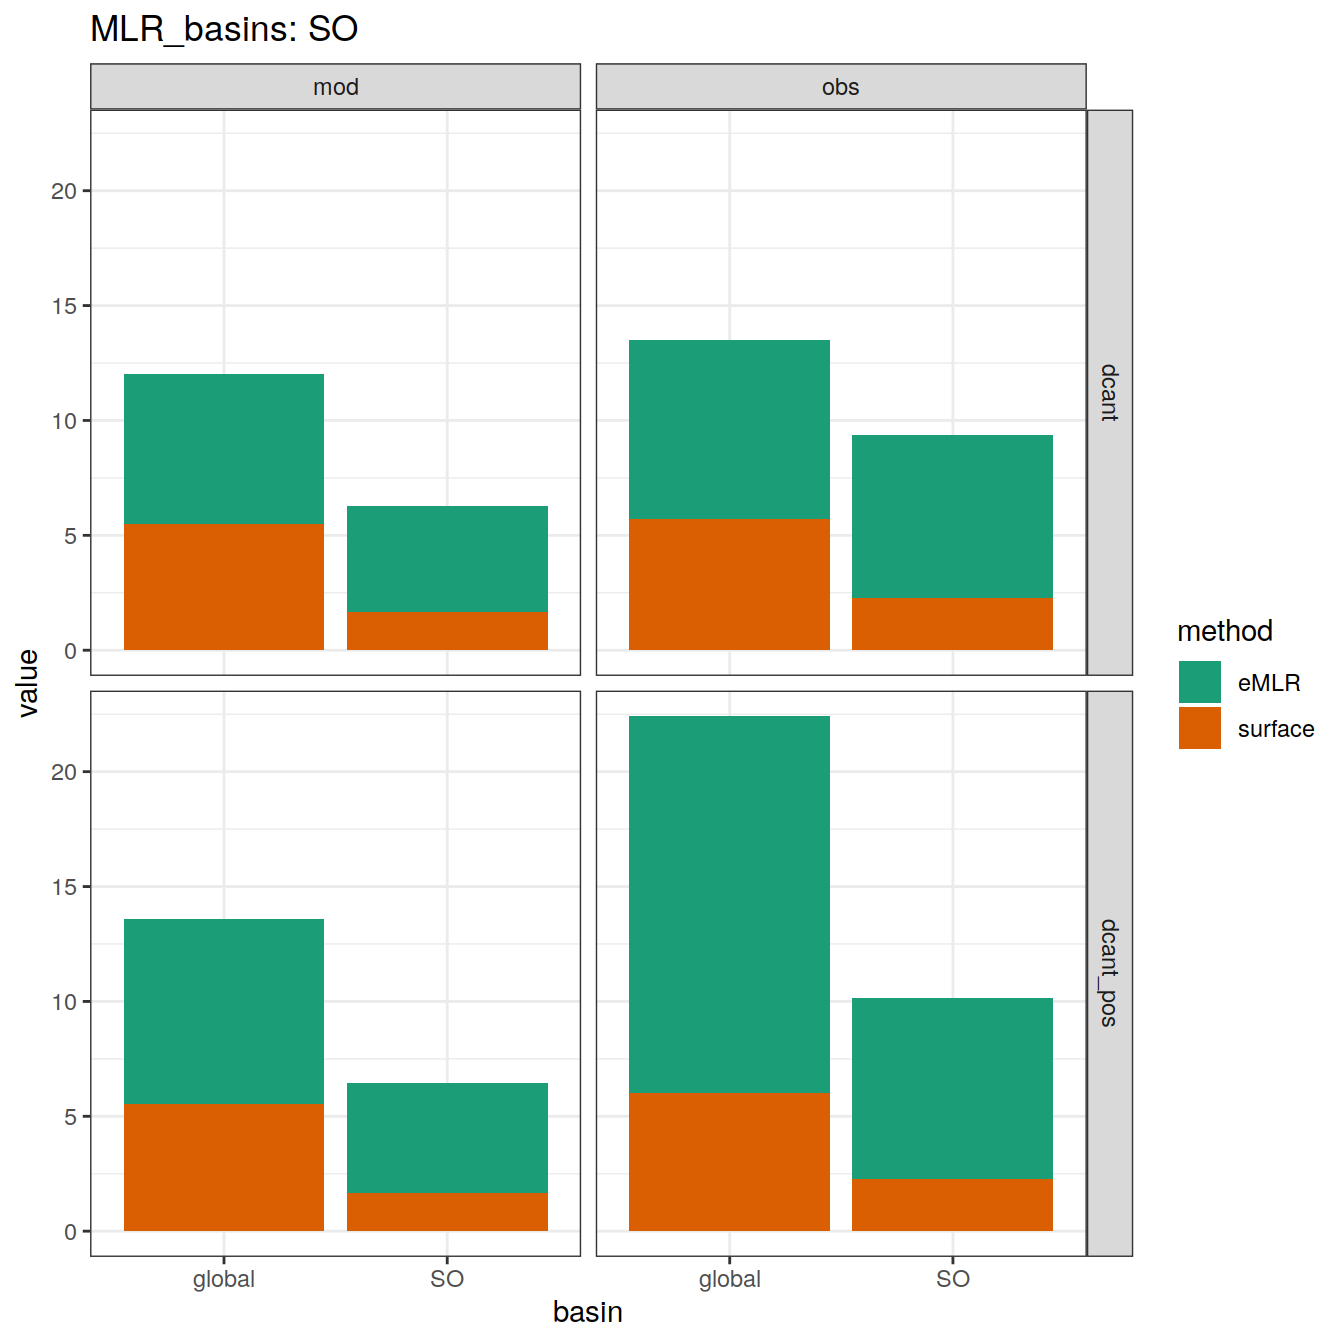 MLR_basins: SO
mod
obs
20
15
10
5
0
dcant
20
15
10
5
0
dcant_pos
value
global
SO
global
SO
basin
method
eMLR
surface